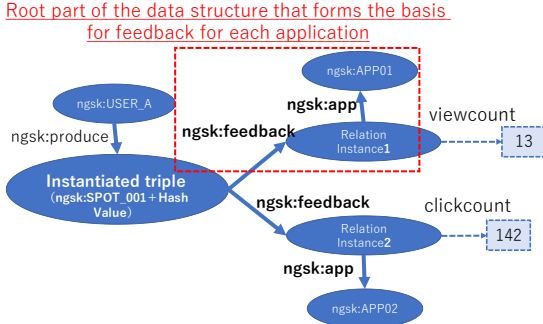 Root part of the data structure that forms the basis
for feedback for each application
ngsk:USER_A
ngsk:APP01
ngsk:app
viewcount
ngsk:produce
ngsk:feedback
Relation
Instance1
13
Instantiated triple
(ngsk:SPOT_001+Hash
Value)
ngsk:feedback
clickcount
Relation
Instance2
142
ngsk:app
ngsk:APP02